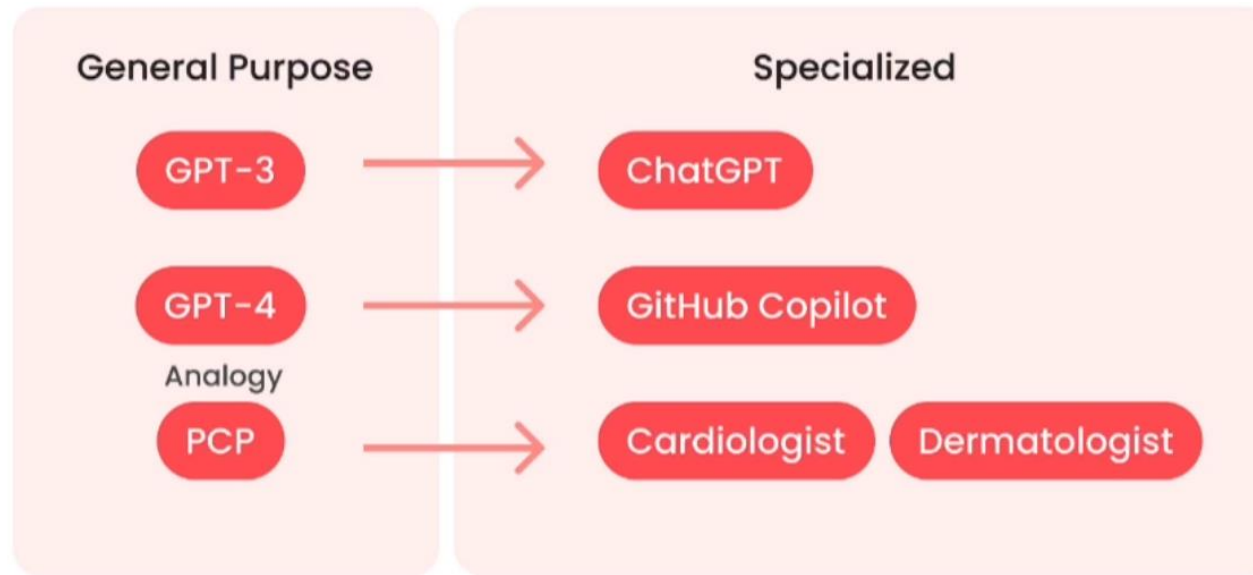 General Purpose
Specialized
GPT-3
ChatGPT
GPT-4
GitHub Copilot
Analogy
PCP
Cardiologist
Dermatologist